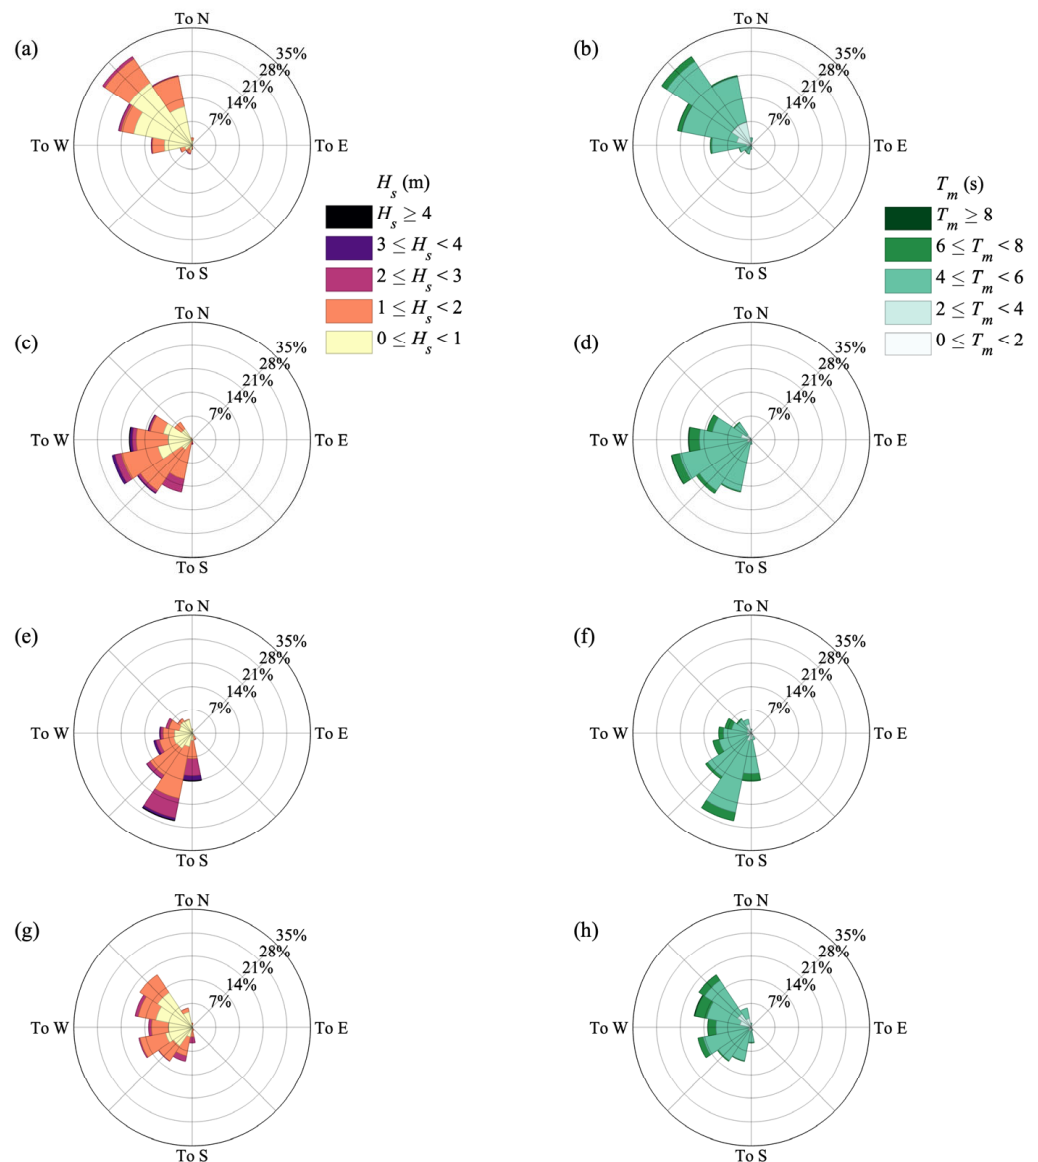 To N
To N
(a)
(b)
35%
35%
28%
28%
21%
21%
14%
14%
7%
7%
To W
To E
To W
To E
H_s (m)
T_m (s)
H_s ≥ 4
T_m ≥ 8
3 ≤ H_s < 4
6 ≤ T_m < 8
To S
To S
2 ≤ H_s < 3
4 ≤ T_m < 6
1 ≤ H_s < 2
2 ≤ T_m < 4
To N
To N
0 ≤ H_s < 1
0 ≤ T_m < 2
(c)
(d)
35%
35%
28%
28%
21%
21%
14%
14%
7%
7%
To W
To E
To W
To E
To S
To S
To N
To N
(e)
(f)
35%
35%
28%
28%
21%
21%
14%
14%
7%
7%
To W
To E
To W
To E
To S
To S
To N
To N
(g)
(h)
35%
35%
28%
28%
21%
21%
14%
14%
7%
7%
To W
To E
To W
To E
To S
To S